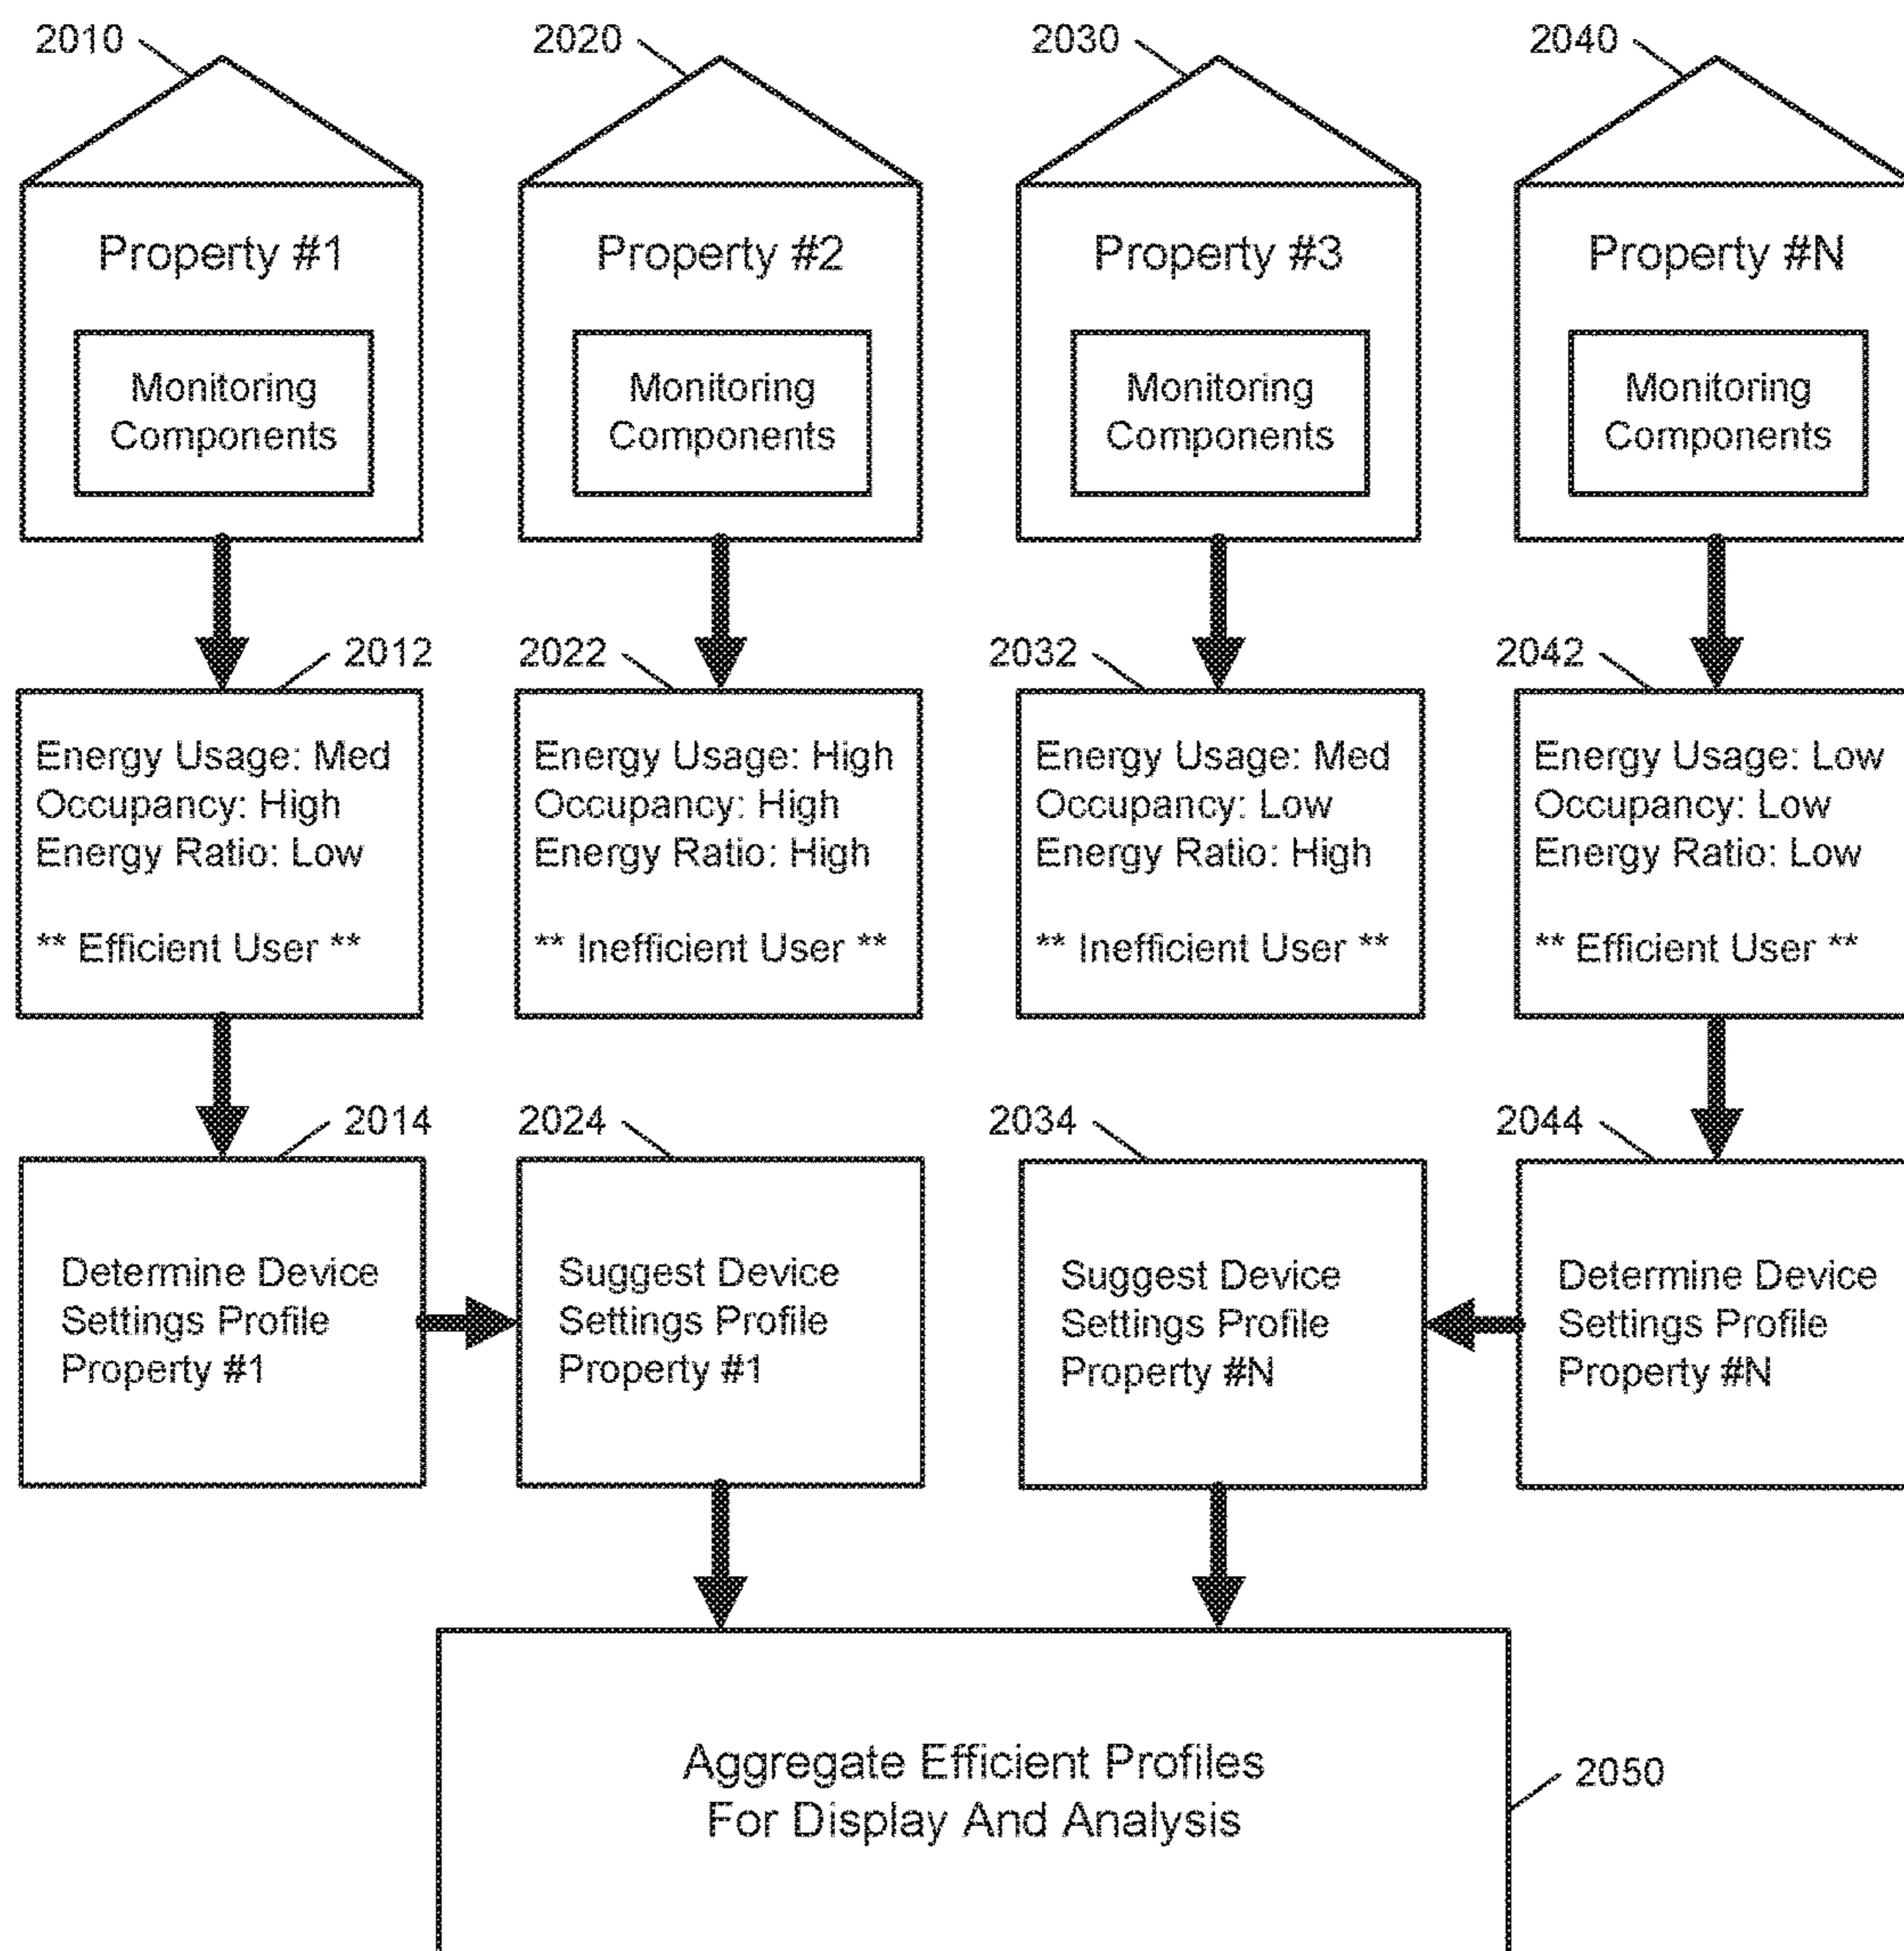 2010
2020
2030
2040
Property #1
Property #2
Property #3
Property #N
Monitoring
Components
Monitoring
Components
Monitoring
Components
Monitoring
Components
2012
2022
2032
2042
Energy Usage: Med
Occupancy: High
Energy Ratio: Low
** Efficient User **
Energy Usage: High
Occupancy: High
Energy Ratio: High
** Inefficient User **
Energy Usage: Med
Occupancy: Low
Energy Ratio: High
** Inefficient User **
Energy Usage: Low
Occupancy: Low
Energy Ratio: Low
** Efficient User **
2014
2024
2034
2044
Determine Device
Settings Profile
Property #1
Suggest Device
Settings Profile
Property #1
Suggest Device
Settings Profile
Property #N
Determine Device
Settings Profile
Property #N
Aggregate Efficient Profiles
For Display And Analysis
2050